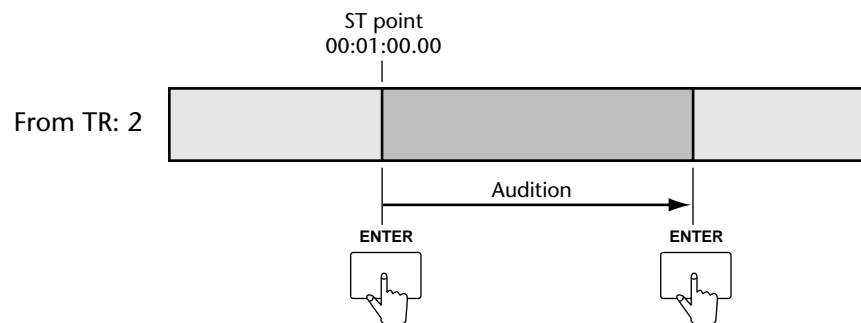 ST point
00:01:00.00
From TR: 2
Audition
ENTER
ENTER